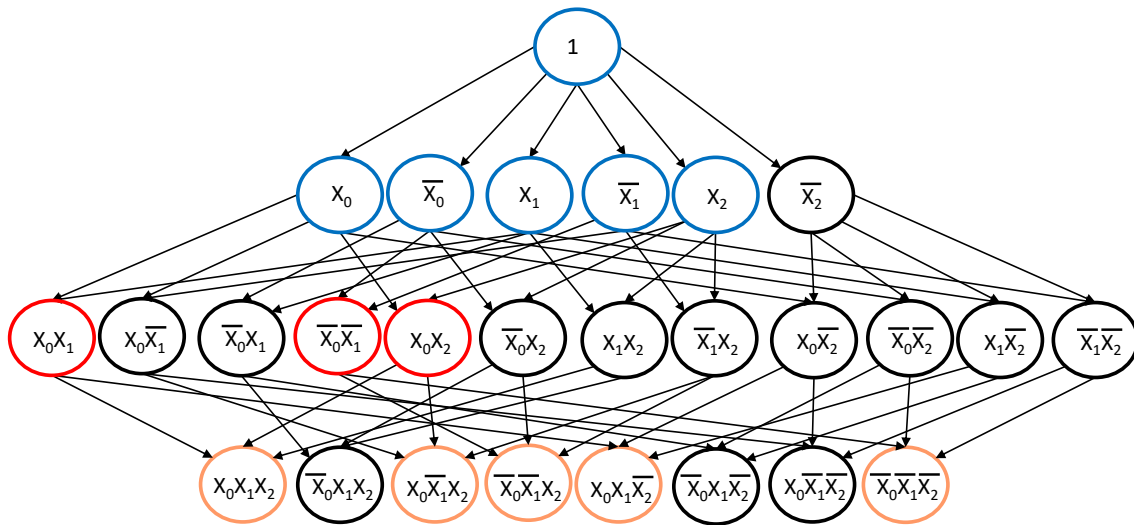 1
X₀ X̅₀ X₁ X̅₁ X₂ X̅₂
X₀X₁ X₀X̅₁ X̅₀X₁ X̅₀X̅₁ X₀X₂ X̅₀X₂ X₁X₂ X̅₁X₂ X₀X̅₂ X̅₀X̅₂ X₁X̅₂ X̅₁X̅₂
X₀X₁X₂ X̅₀X₁X₂ X₀X̅₁X₂ X̅₀X̅₁X₂ X₀X₁X̅₂ X̅₀X₁X̅₂ X₀X̅₁X̅₂ X̅₀X̅₁X̅₂